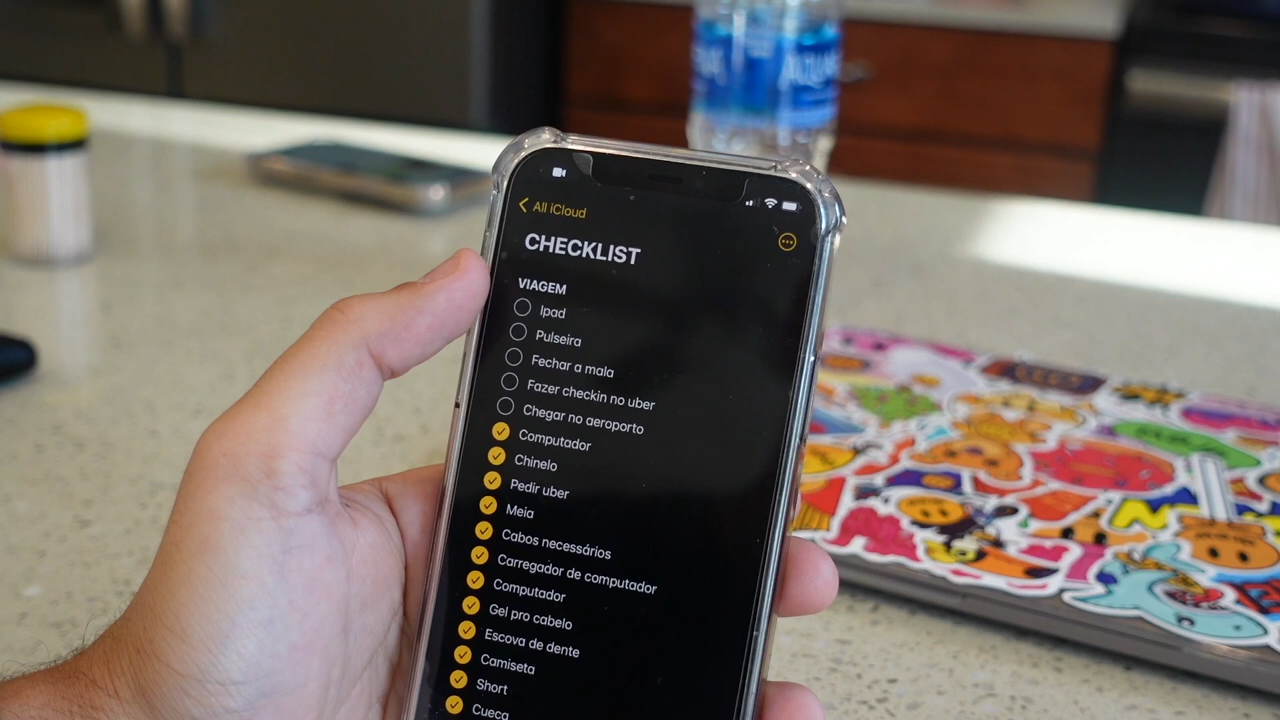 All iCloud
CHECKLIST
VIAGEM
Ipad
Pulseira
Fechar a mala
Fazer checkin no uber
Chegar no aeroporto
Computador
Chinelo
Pedir uber
Meia
Cabos necessários
Carregador de computador
Computador
Gel pro cabelo
Escova de dente
Camiseta
Short
Cueca